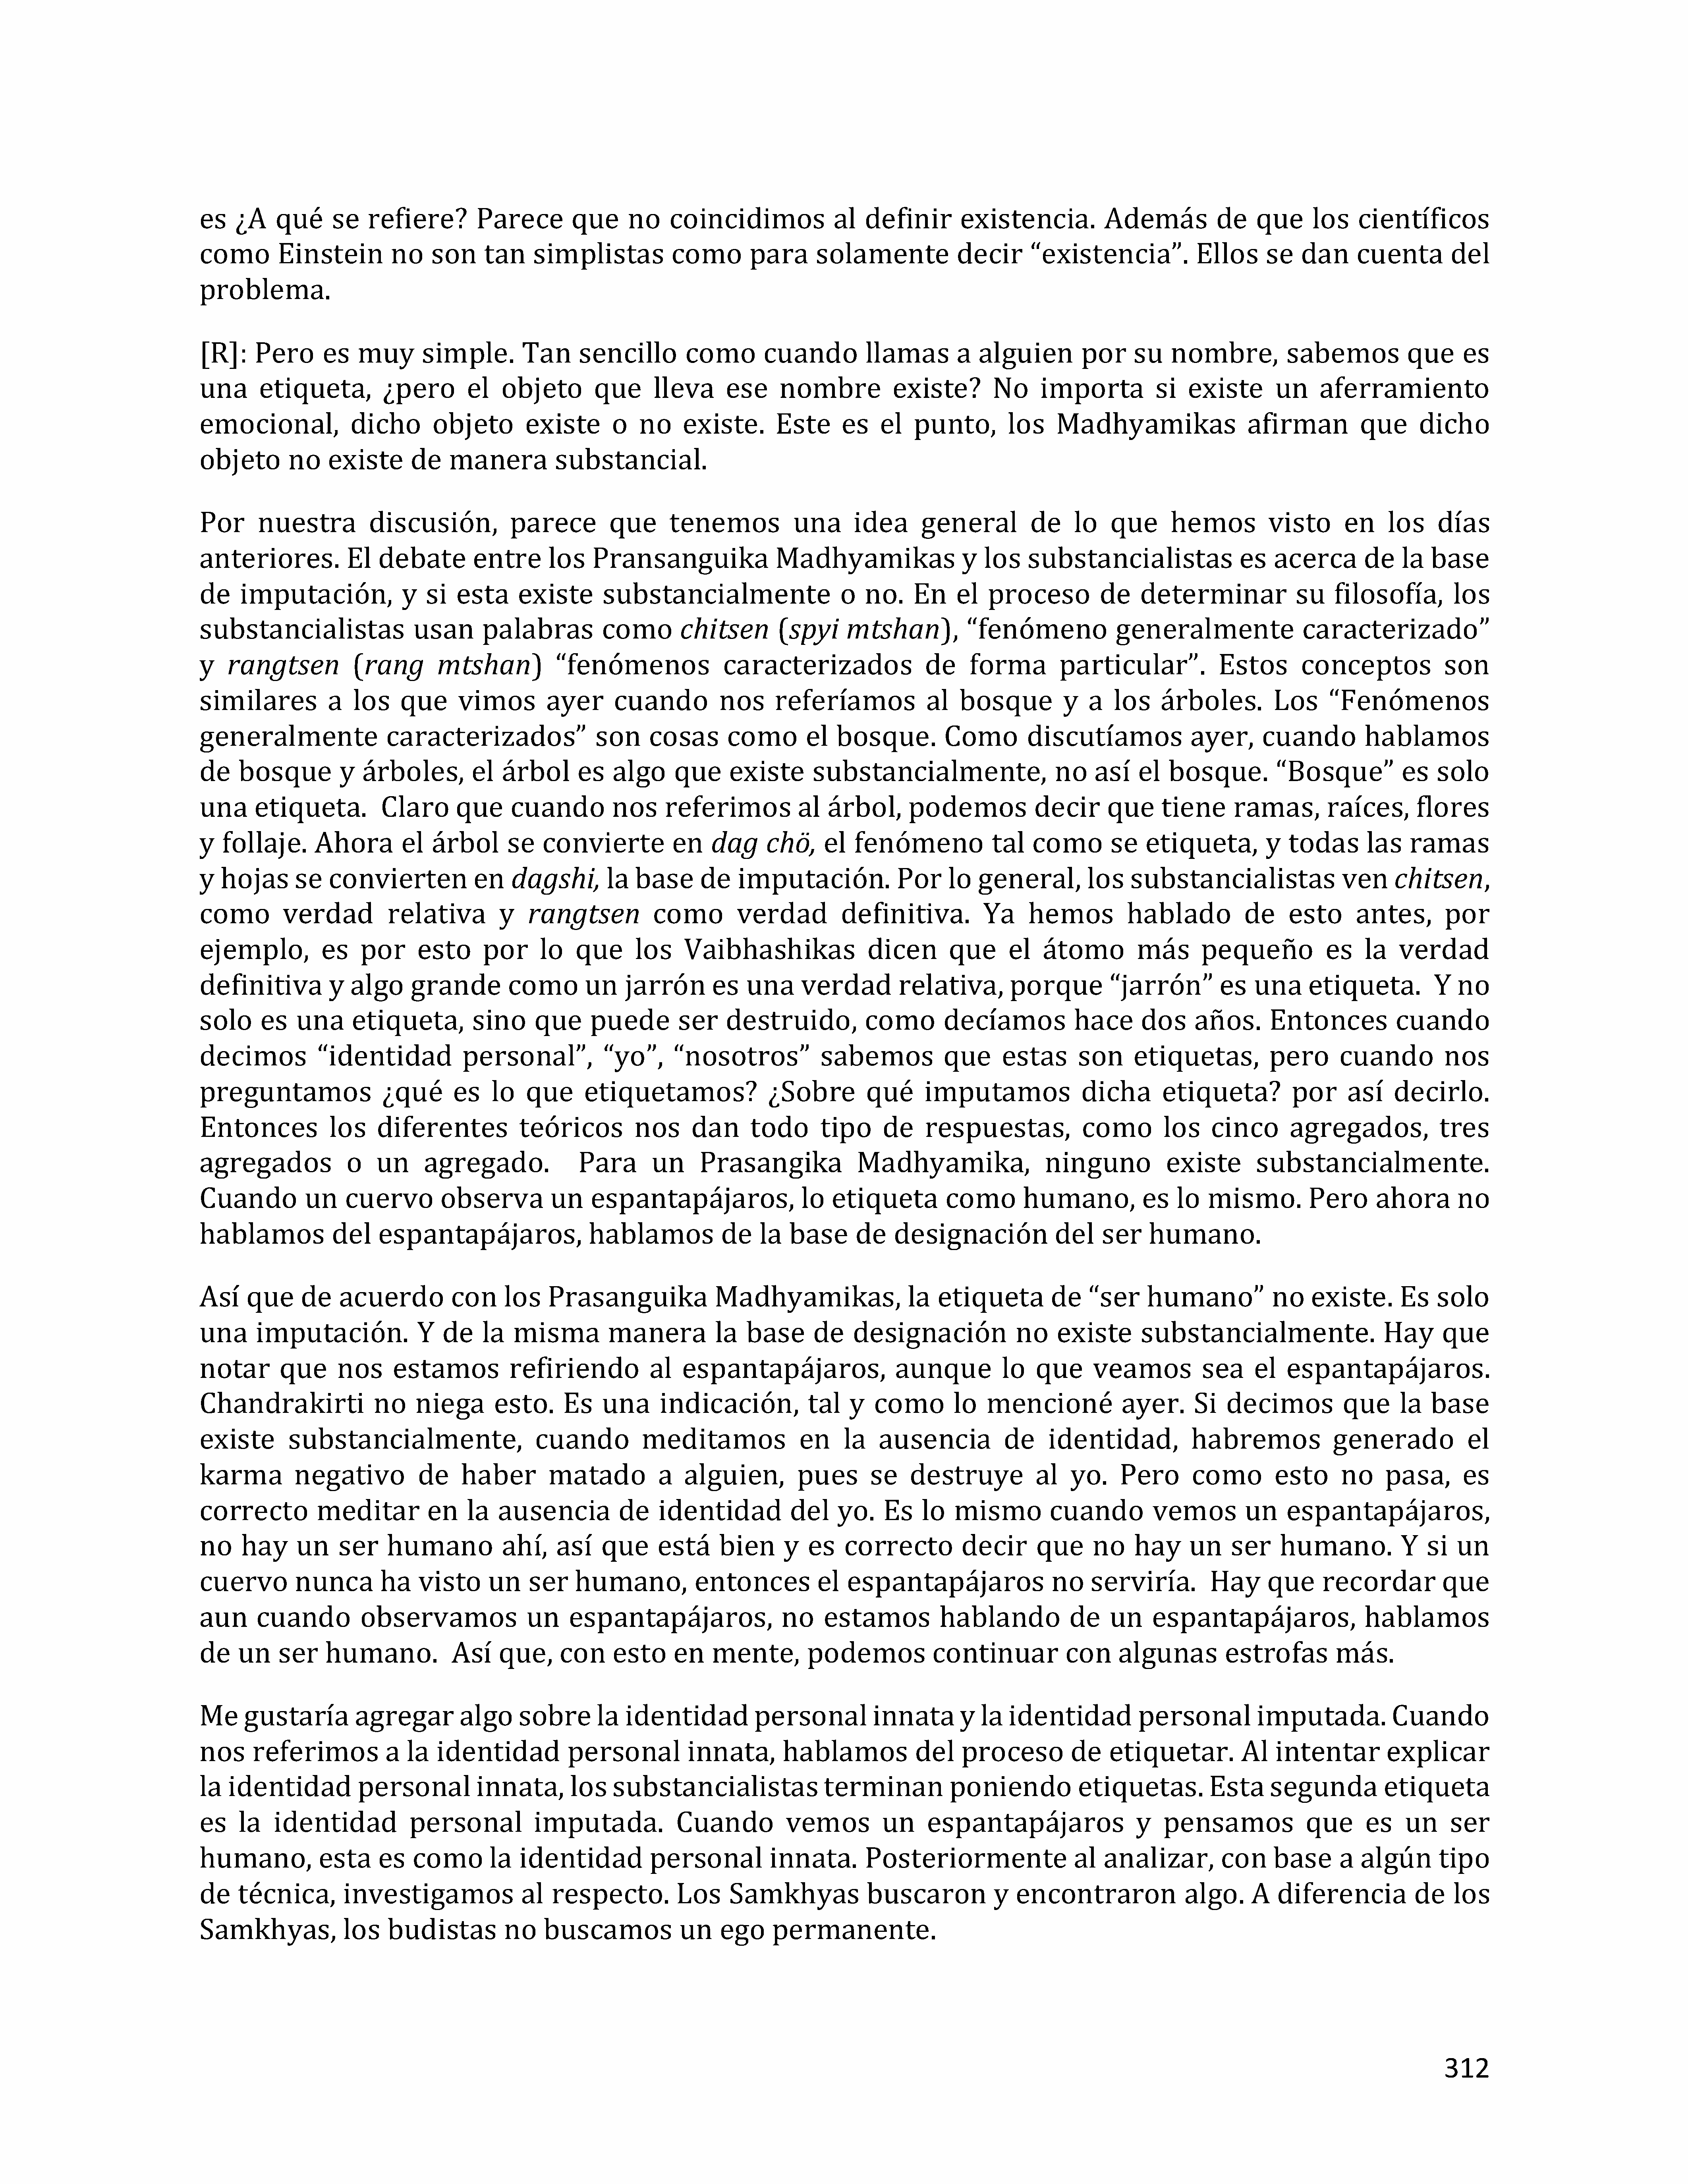 es ¿A qué se refiere? Parece que no coincidimos al definir existencia. Además de que los científicos
como Einstein no son tan simplistas como para solamente decir “existencia”. Ellos se dan cuenta del
problema.
[R]: Pero es muy simple. Tan sencillo como cuando llamas a alguien por su nombre, sabemos que es
una etiqueta, ¿pero el objeto que lleva ese nombre existe? No importa si existe un aferramiento
emocional, dicho objeto existe o no existe. Este es el punto, los Madhyamikas afirman que dicho
objeto no existe de manera substancial.
Por nuestra discusión, parece que tenemos una idea general de lo que hemos visto en los días
anteriores. El debate entre los Pransanguika Madhyamikas y los substancialistas es acerca de la base
de imputación, y si esta existe substancialmente o no. En el proceso de determinar su filosofía, los
substancialistas usan palabras como chitsen (spyi mtshan), “fenómeno generalmente caracterizado”
y rangtsen (rang mtshan) “fenómenos caracterizados de forma particular”. Estos conceptos son
similares a los que vimos ayer cuando nos referíamos al bosque y a los árboles. Los “Fenómenos
generalmente caracterizados” son cosas como el bosque. Como discutíamos ayer, cuando hablamos
de bosque y árboles, el árbol es algo que existe substancialmente, no así el bosque. “Bosque” es solo
una etiqueta.  Claro que cuando nos referimos al árbol, podemos decir que tiene ramas, raíces, flores
y follaje. Ahora el árbol se convierte en dag chö, el fenómeno tal como se etiqueta, y todas las ramas
y hojas se convierten en dagshi, la base de imputación. Por lo general, los substancialistas ven chitsen,
como verdad relativa y rangtsen como verdad definitiva. Ya hemos hablado de esto antes, por
ejemplo, es por esto por lo que los Vaibhashikas dicen que el átomo más pequeño es la verdad
definitiva y algo grande como un jarrón es una verdad relativa, porque “jarrón” es una etiqueta.  Y no
solo es una etiqueta, sino que puede ser destruido, como decíamos hace dos años. Entonces cuando
decimos “identidad personal”, “yo”, “nosotros” sabemos que estas son etiquetas, pero cuando nos
preguntamos ¿qué es lo que etiquetamos? ¿Sobre qué imputamos dicha etiqueta? por así decirlo.
Entonces los diferentes teóricos nos dan todo tipo de respuestas, como los cinco agregados, tres
agregados o un agregado.  Para un Prasangika Madhyamika, ninguno existe substancialmente.
Cuando un cuervo observa un espantapájaros, lo etiqueta como humano, es lo mismo. Pero ahora no
hablamos del espantapájaros, hablamos de la base de designación del ser humano.
Así que de acuerdo con los Prasanguika Madhyamikas, la etiqueta de “ser humano” no existe. Es solo
una imputación. Y de la misma manera la base de designación no existe substancialmente. Hay que
notar que nos estamos refiriendo al espantapájaros, aunque lo que veamos sea el espantapájaros.
Chandrakirti no niega esto. Es una indicación, tal y como lo mencioné ayer. Si decimos que la base
existe substancialmente, cuando meditamos en la ausencia de identidad, habremos generado el
karma negativo de haber matado a alguien, pues se destruye al yo. Pero como esto no pasa, es
correcto meditar en la ausencia de identidad del yo. Es lo mismo cuando vemos un espantapájaros,
no hay un ser humano ahí, así que está bien y es correcto decir que no hay un ser humano. Y si un
cuervo nunca ha visto un ser humano, entonces el espantapájaros no serviría.  Hay que recordar que
aun cuando observamos un espantapájaros, no estamos hablando de un espantapájaros, hablamos
de un ser humano.  Así que, con esto en mente, podemos continuar con algunas estrofas más.
Me gustaría agregar algo sobre la identidad personal innata y la identidad personal imputada. Cuando
nos referimos a la identidad personal innata, hablamos del proceso de etiquetar. Al intentar explicar
la identidad personal innata, los substancialistas terminan poniendo etiquetas. Esta segunda etiqueta
es la identidad personal imputada. Cuando vemos un espantapájaros y pensamos que es un ser
humano, esta es como la identidad personal innata. Posteriormente al analizar, con base a algún tipo
de técnica, investigamos al respecto. Los Samkhyas buscaron y encontraron algo. A diferencia de los
Samkhyas, los budistas no buscamos un ego permanente.
312